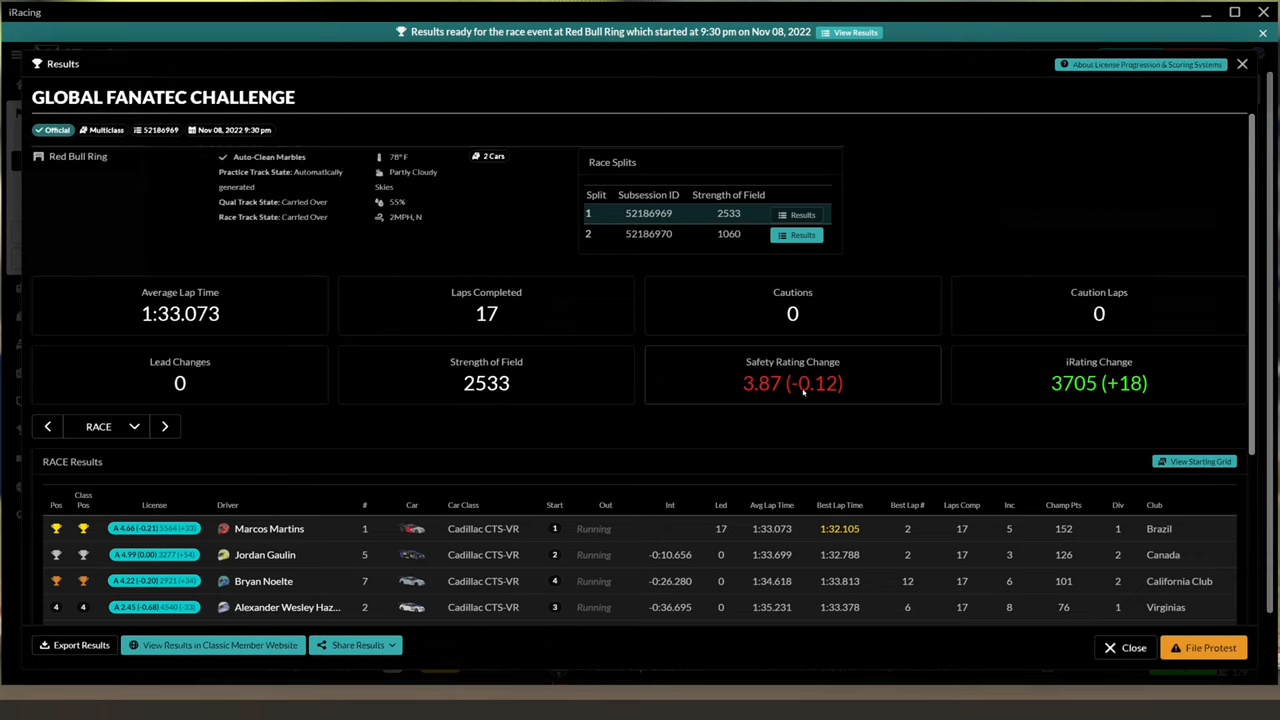 iRacing
Results ready for the race event at Red Bull Ring which started at 9:30 pm on Nov 08, 2022 View Results
Results
About License Progression & Scoring Systems
GLOBAL FANATEC CHALLENGE
Official Multiclass 52186969 Nov 08, 2022 9:30 pm
Red Bull Ring
Auto-Clean Marbles
Practice Track State: Automatically
generated
Qual Track State: Carried Over
Race Track State: Carried Over
78° F
Partly Cloudy
Skies
55%
2MPH, N
2 Cars
Race Splits
Split Subsession ID Strength of Field
1 52186969 2533 Results
2 52186970 1060 Results
Average Lap Time
1:33.073
Laps Completed
17
Cautions
0
Caution Laps
0
Lead Changes
0
Strength of Field
2533
Safety Rating Change
3.87 (-0.12)
iRating Change
3705 (+18)
RACE
RACE Results
View Starting Grid
Pos Class Pos License Driver # Car Car Class Start Out Int Led Avg Lap Time Best Lap Time Best Lap# Laps Comp Inc Champ Pts Div Club
A 4.66 (-0.21) 5564 (+33) Marcos Martins 1 Cadillac CTS-VR 1 Running 17 1:33.073 1:32.105 2 17 5 152 1 Brazil
A 4.99 (0.00) 3277 (+54) Jordan Gaulin 5 Cadillac CTS-VR 2 Running -0:10.656 0 1:33.699 1:32.788 2 17 3 126 2 Canada
A 4.22 (-0.20) 2921 (+34) Bryan Noelte 7 Cadillac CTS-VR 4 Running -0:26.280 0 1:34.618 1:33.813 12 17 6 101 2 California Club
4 4 A 2.45 (-0.68) 4540 (-33) Alexander Wesley Haz... 2 Cadillac CTS-VR 3 Running -0:36.695 0 1:35.231 1:33.378 6 17 8 76 1 Virginias
Export Results View Results in Classic Member Website Share Results Close File Protest